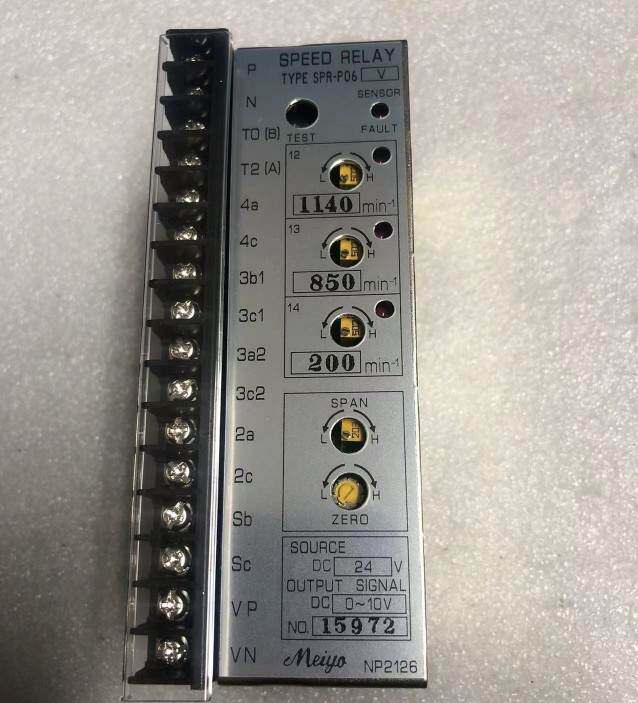 P
N
T0 (B)
T2 (A)
4a
4c
3b1
3c1
3a2
3c2
2a
2c
Sb
Sc
VP
VN
SPEED RELAY
TYPE SPR-P06 V
SENSOR
TEST FAULT
12
L H
1140 min-1
13
L H
850 min-1
14
L H
200 min-1
SPAN
L H
L H
ZERO
SOURCE
DC 24 V
OUTPUT SIGNAL
DC 0~10V
NO. 15972
Meiyo NP2126